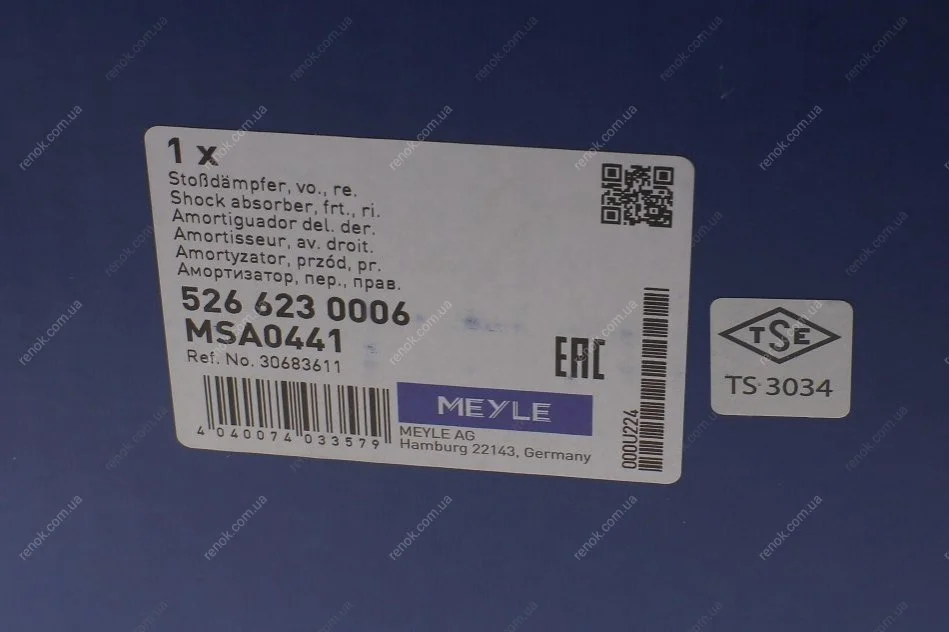 1 x
Stoßdämpfer, vo., re.
Shock absorber, frt., ri.
Amortiguador del. der.
Amortisseur, av. droit.
Amortyzator, przód, pr.
Амортизатор, пер., прав.
526 623 0006
MSA0441
Ref. No. 30683611
4 040074 033579
MEYLE
MEYLE AG
Hamburg 22143, Germany
EAC
000U224
TSE
TS 3034
renok.com.ua